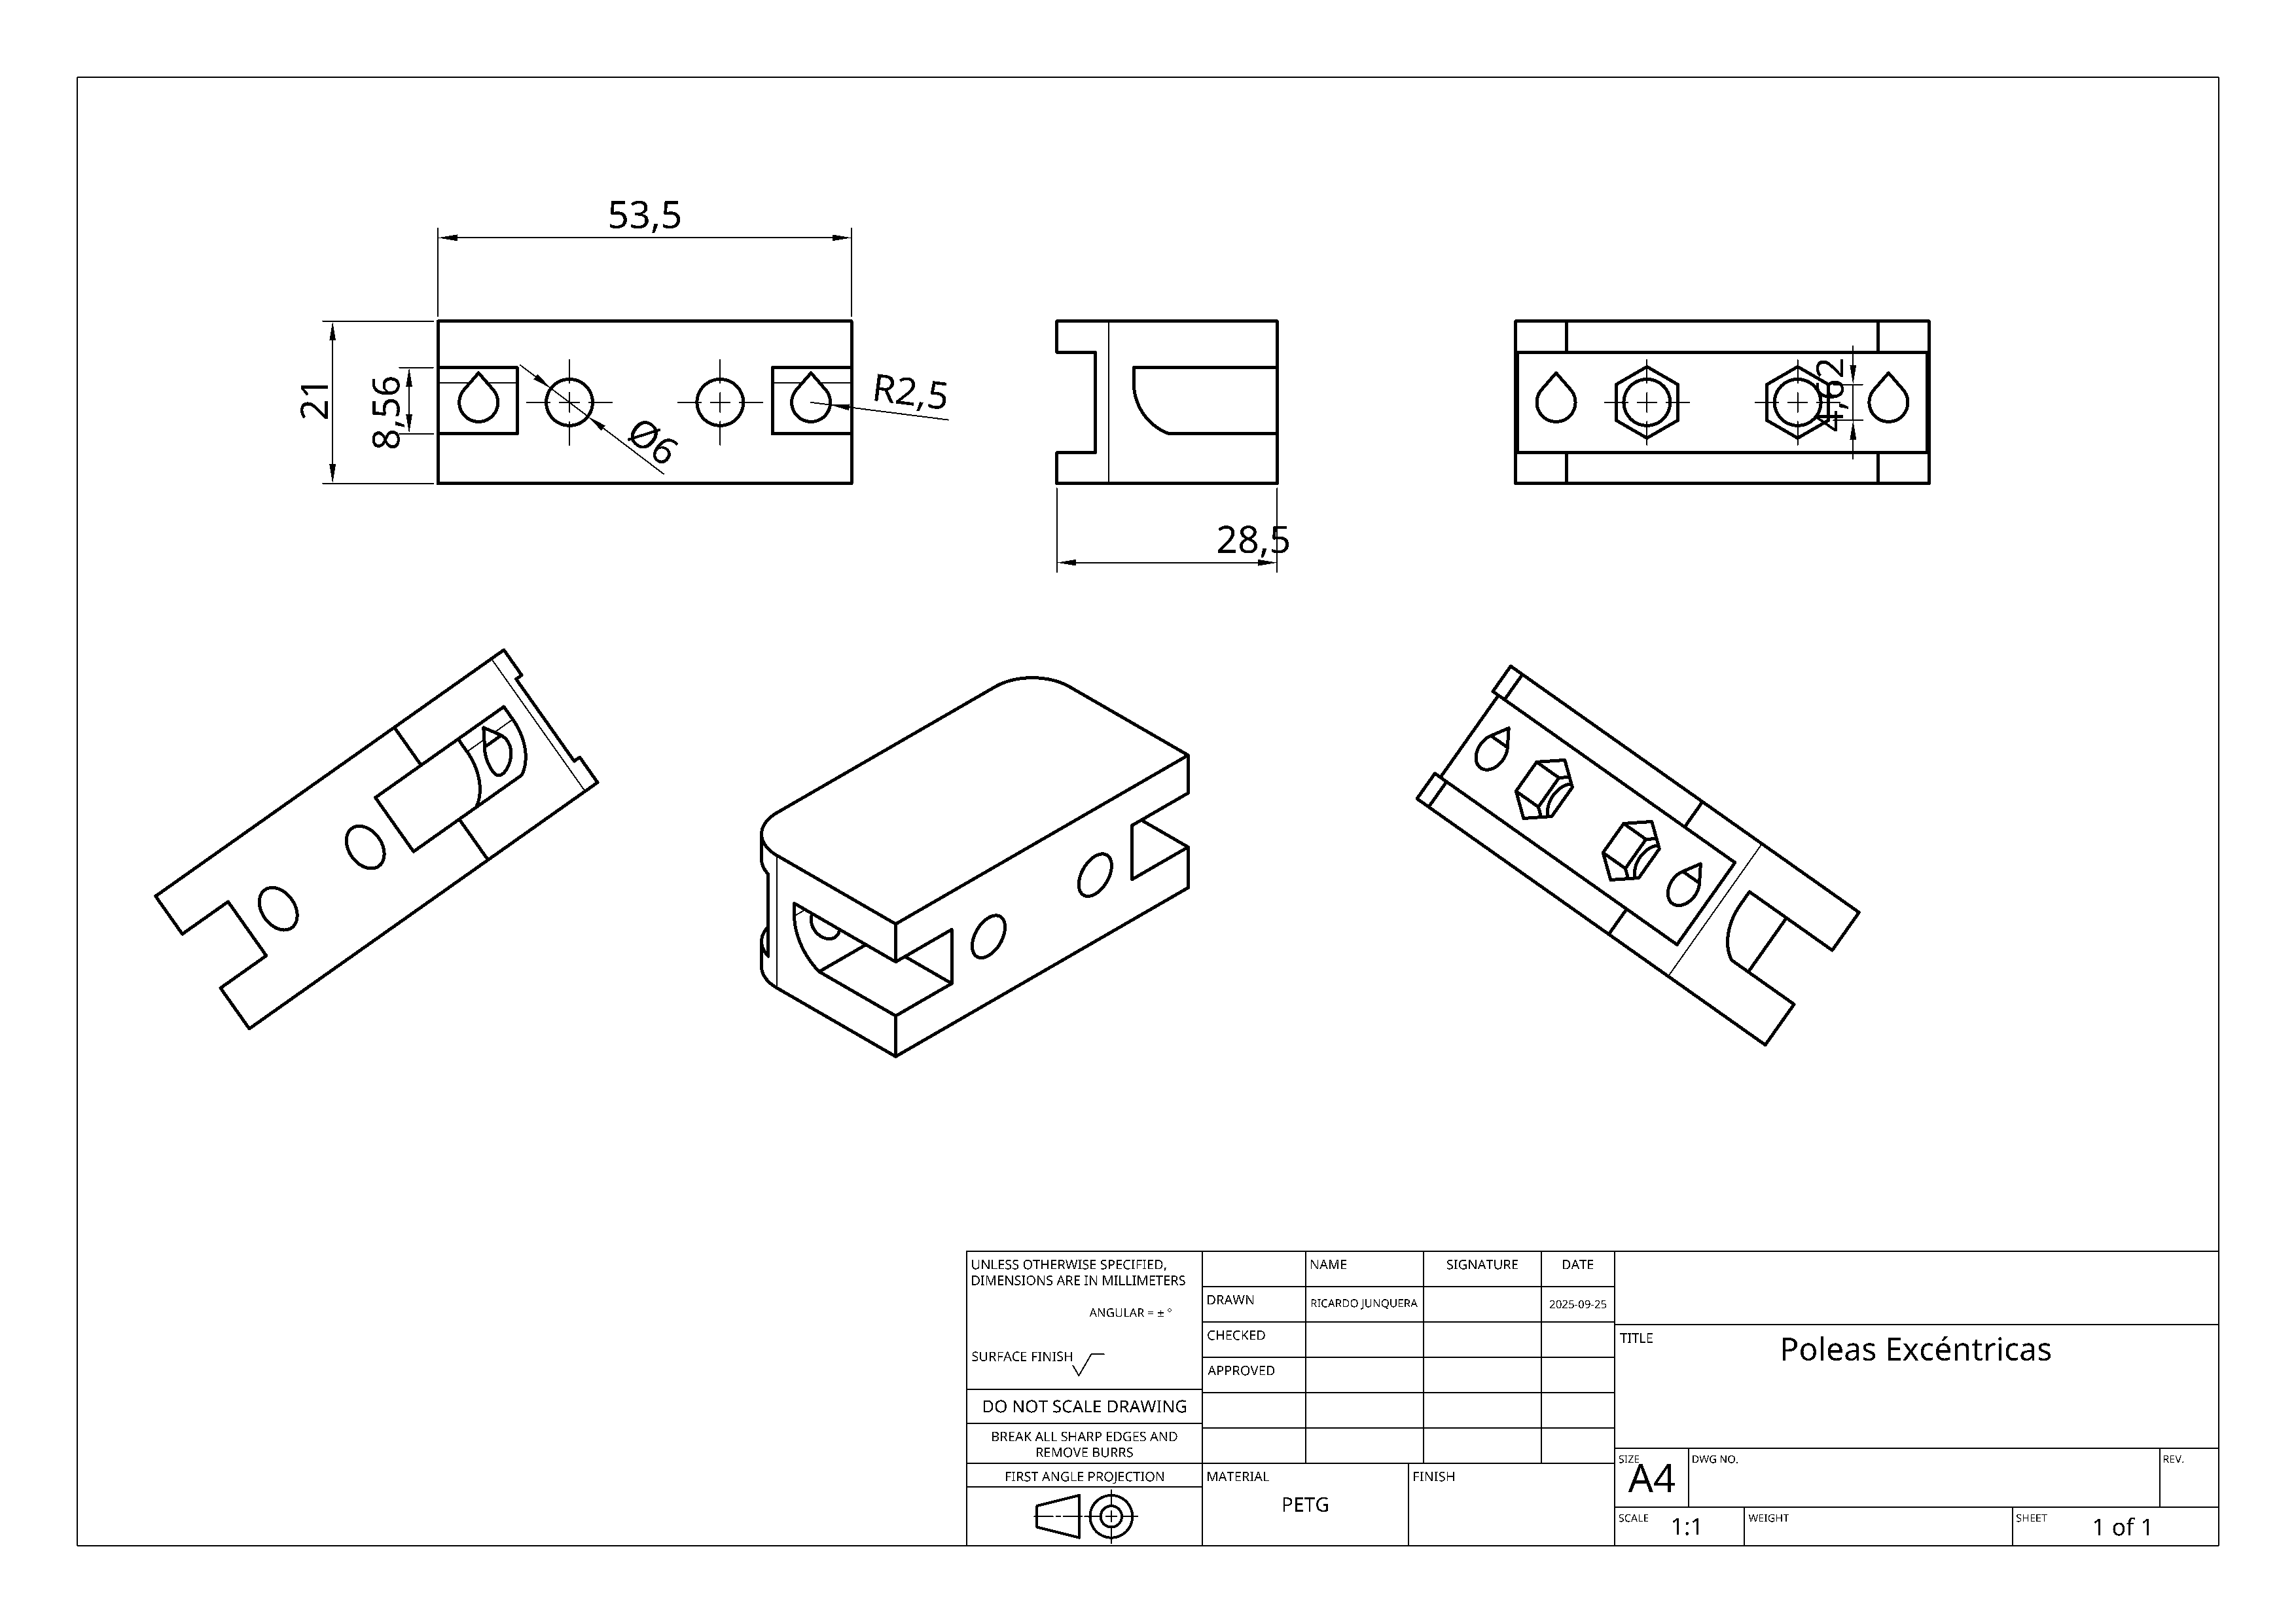 53,5
21
8,56
Ø6
R2,5
28,5
4,62
UNLESS OTHERWISE SPECIFIED,
DIMENSIONS ARE IN MILLIMETERS
ANGULAR = ± °
SURFACE FINISH
DO NOT SCALE DRAWING
BREAK ALL SHARP EDGES AND
REMOVE BURRS
FIRST ANGLE PROJECTION
NAME SIGNATURE DATE
DRAWN RICARDO JUNQUERA 2025-09-25
CHECKED
APPROVED
MATERIAL
PETG
FINISH
TITLE
Poleas Excéntricas
SIZE
A4
DWG NO.
REV.
SCALE 1:1
WEIGHT
SHEET 1 of 1